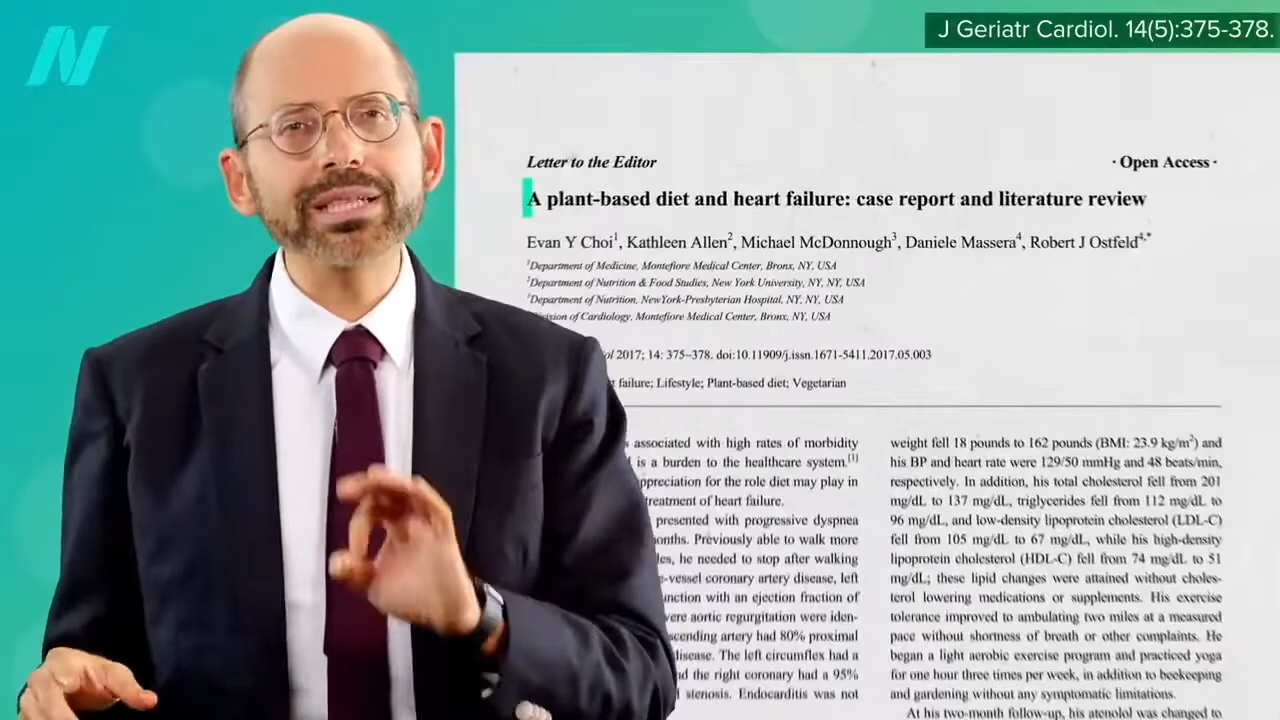 J Geriatr Cardiol. 14(5):375-378.
Letter to the Editor
· Open Access ·
A plant-based diet and heart failure: case report and literature review
Evan Y Choi1, Kathleen Allen2, Michael McDonnough3, Daniele Massera4, Robert J Ostfeld4,*
1Department of Medicine, Montefiore Medical Center, Bronx, NY, USA
2Department of Nutrition & Food Studies, New York University, NY, NY, USA
3Department of Nutrition, NewYork-Presbyterian Hospital, NY, NY, USA
of Cardiology, Montefiore Medical Center, Bronx, NY, USA
2017; 14: 375–378. doi:10.11909/j.issn.1671-5411.2017.05.003
failure; Lifestyle; Plant-based diet; Vegetarian
associated with high rates of morbidity
is a burden to the healthcare system.[1]
the role diet may play in
treatment of heart failure.
presented with progressive dyspnea
Previously able to walk more
he needed to stop after walking
coronary artery disease, left
with an ejection fraction of
aortic regurgitation were iden-
artery had 80% proximal
The left circumflex had a
the right coronary had a 95%
stenosis. Endocarditis was not
weight fell 18 pounds to 162 pounds (BMI: 23.9 kg/m2) and
his BP and heart rate were 129/50 mmHg and 48 beats/min,
respectively. In addition, his total cholesterol fell from 201
mg/dL to 137 mg/dL, triglycerides fell from 112 mg/dL to
96 mg/dL, and low-density lipoprotein cholesterol (LDL-C)
fell from 105 mg/dL to 67 mg/dL, while his high-density
lipoprotein cholesterol (HDL-C) fell from 74 mg/dL to 51
mg/dL; these lipid changes were attained without choles-
terol lowering medications or supplements. His exercise
tolerance improved to ambulating two miles at a measured
pace without shortness of breath or other complaints. He
began a light aerobic exercise program and practiced yoga
for one hour three times per week, in addition to beekeeping
and gardening without any symptomatic limitations.
At his two-month follow-up, his atenolol was changed to